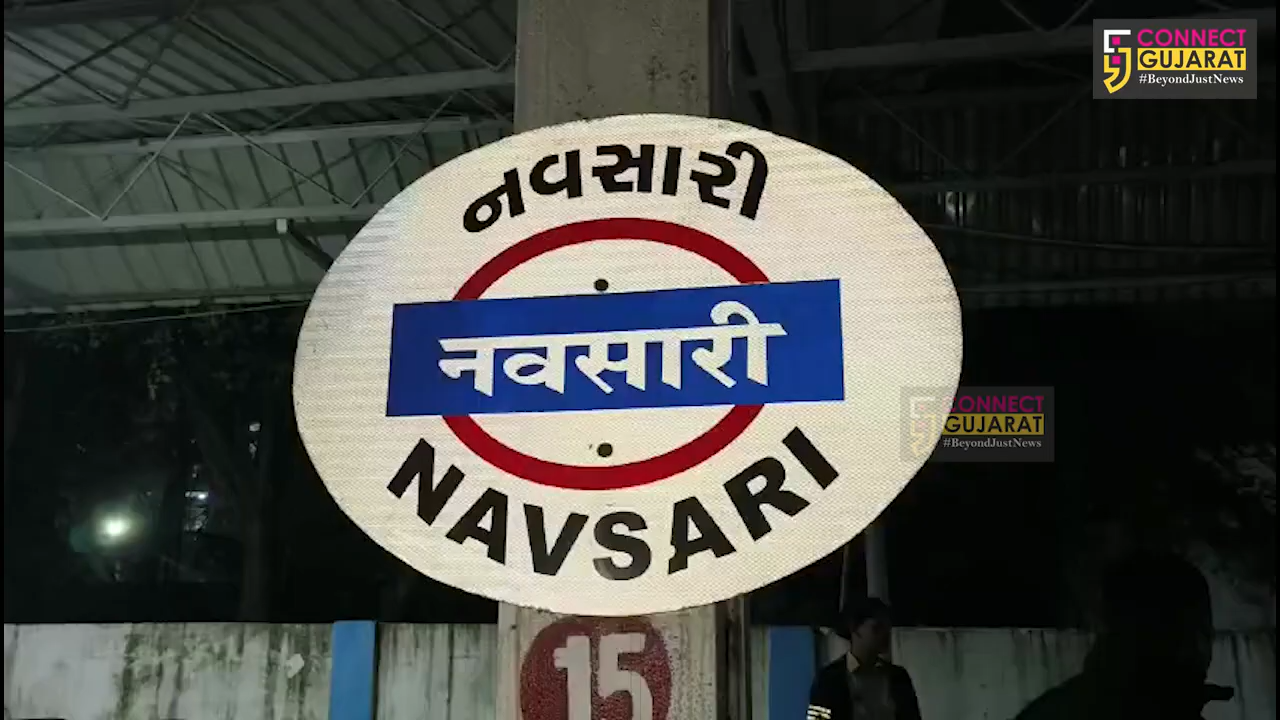 CONNECT
GUJARAT
#BeyondJustNews
નવસારી
नवसारी
CONNECT
GUJARAT
#BeyondJustNews
NAVSARI
15